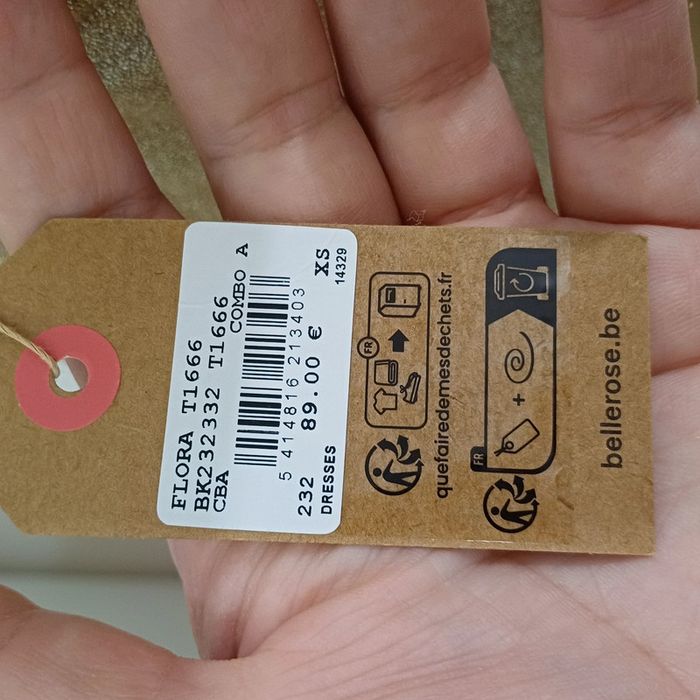 FLORA T1666
BK232332 T1666
CBA COMBO A
5 414816 213403
232 89.00 € XS
DRESSES 14329
FR
quefairedemesdechets.fr
FR
+
bellerose.be